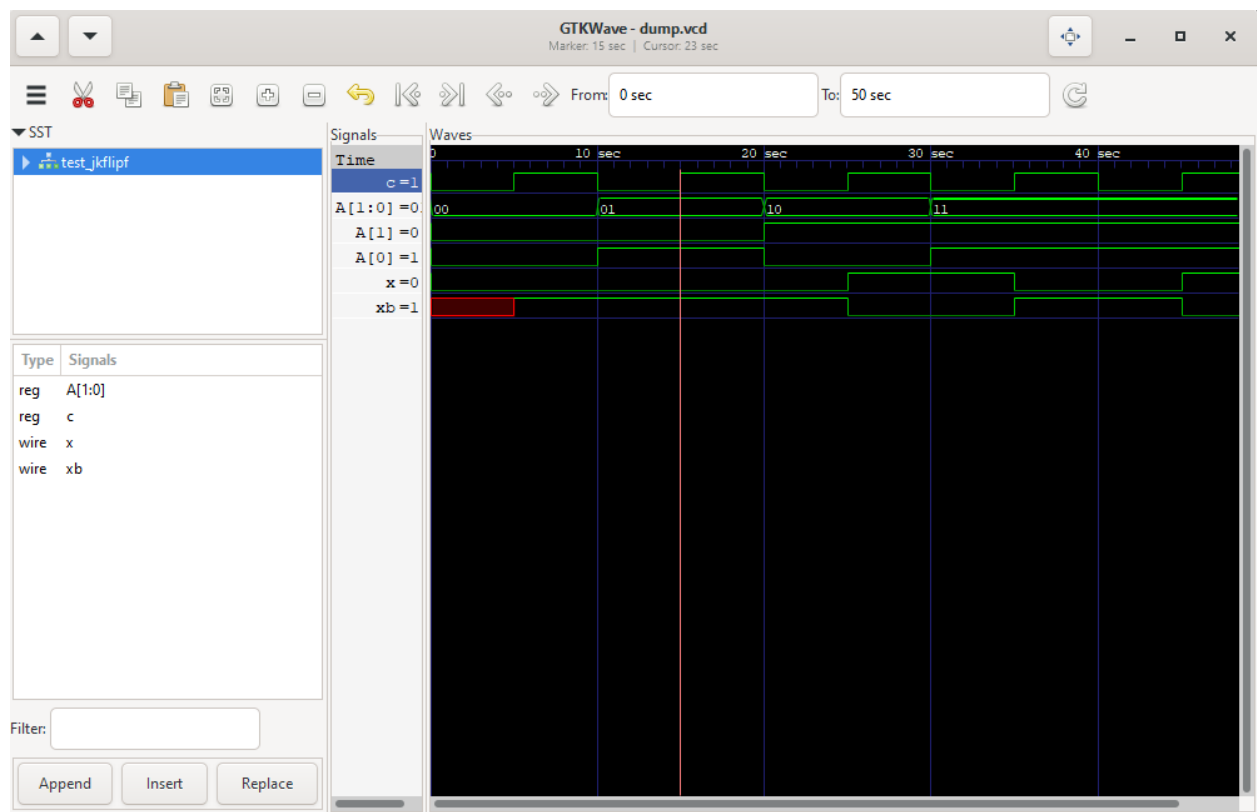 GTKWave - dump.vcd
Marker: 15 sec | Cursor: 23 sec
From: 0 sec To: 50 sec
SST
test_jkflipf
Type Signals
reg A[1:0]
reg c
wire x
wire xb
Filter:
Append Insert Replace
Signals
Time
c =1
A[1:0] =0
A[1] =0
A[0] =1
x =0
xb =1
Waves
0 10 sec 20 sec 30 sec 40 sec
00 01 10 11